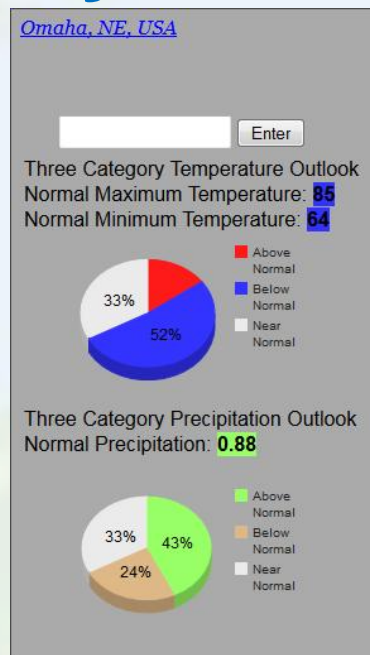 Omaha, NE, USA
Enter
Three Category Temperature Outlook
Normal Maximum Temperature: 85
Normal Minimum Temperature: 64
Above
Normal
Below
Normal
Near
Normal
33%
52%
Three Category Precipitation Outlook
Normal Precipitation: 0.88
Above
Normal
Below
Normal
Near
Normal
33%
43%
24%